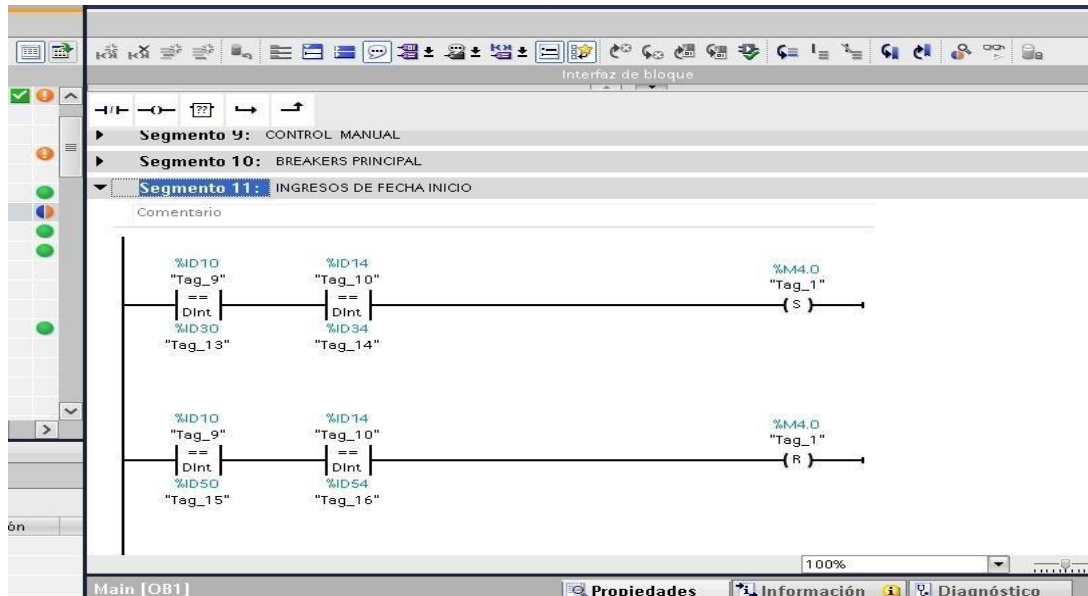 Interfaz de bloque
??
Segmento 9: CONTROL MANUAL
Segmento 10: BREAKERS PRINCIPAL
Segmento 11: INGRESOS DE FECHA INICIO
Comentario
%ID10 %ID14 %M4.0
"Tag_9" "Tag_10" "Tag_1"
== == S
DInt DInt
%ID30 %ID34
"Tag_13" "Tag_14"
%ID10 %ID14 %M4.0
"Tag_9" "Tag_10" "Tag_1"
== == R
DInt DInt
%ID50 %ID54
"Tag_15" "Tag_16"
ón
100%
Main [OB1] Propiedades Información Diagnóstico